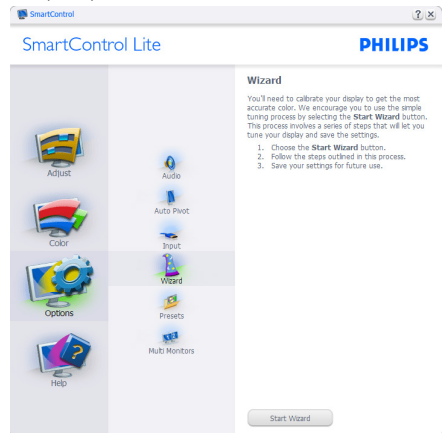 SmartControl
SmartControl Lite
PHILIPS
Adjust
Color
Options
Help
Audio
Auto Pivot
Input
Wizard
Presets
Multi Monitors
Wizard
You'll need to calibrate your display to get the most
accurate color. We encourage you to use the simple
tuning process by selecting the Start Wizard button.
This process involves a series of steps that will let you
tune your display and save the settings.
1. Choose the Start Wizard button.
2. Follow the steps outlined in this process.
3. Save your settings for future use.
Start Wizard